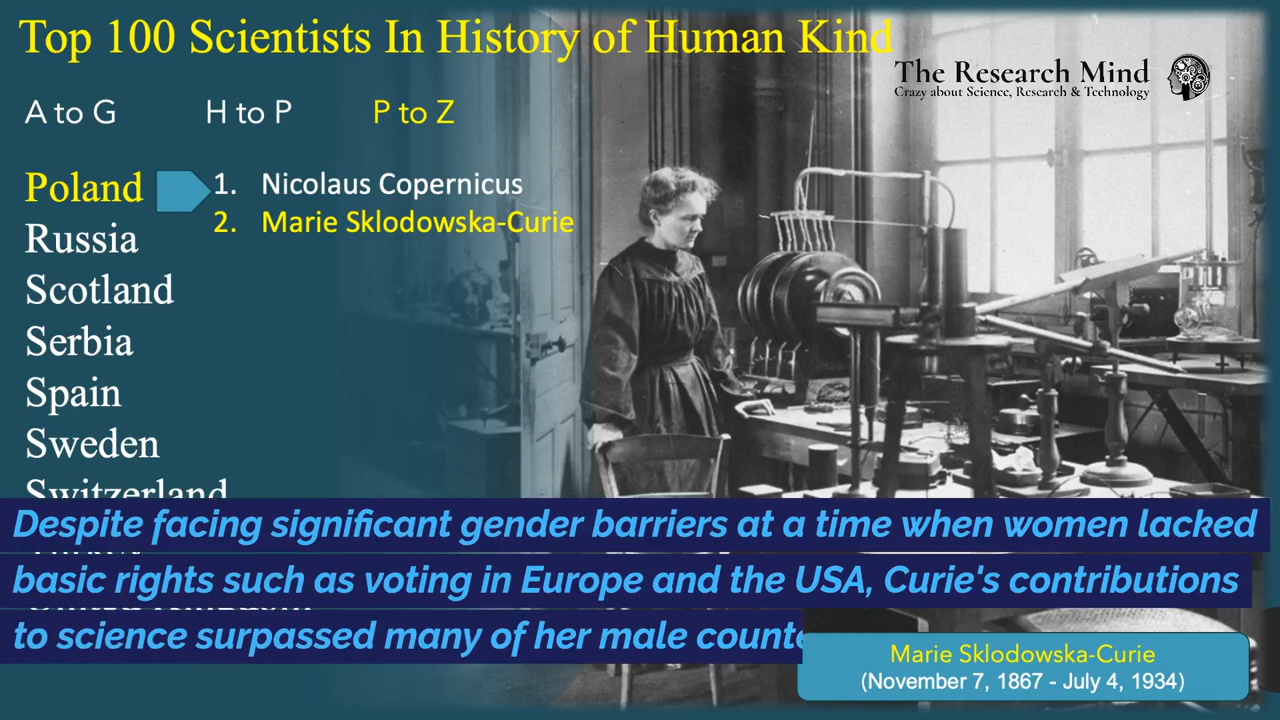 Top 100 Scientists In History of Human Kind
The Research Mind
Crazy about Science, Research & Technology
A to G H to P P to Z
Poland
1. Nicolaus Copernicus
2. Marie Sklodowska-Curie
Russia
Scotland
Serbia
Spain
Sweden
Switzerland
Despite facing significant gender barriers at a time when women lacked
basic rights such as voting in Europe and the USA, Curie's contributions
to science surpassed many of her male
Marie Sklodowska-Curie
(November 7, 1867 - July 4, 1934)